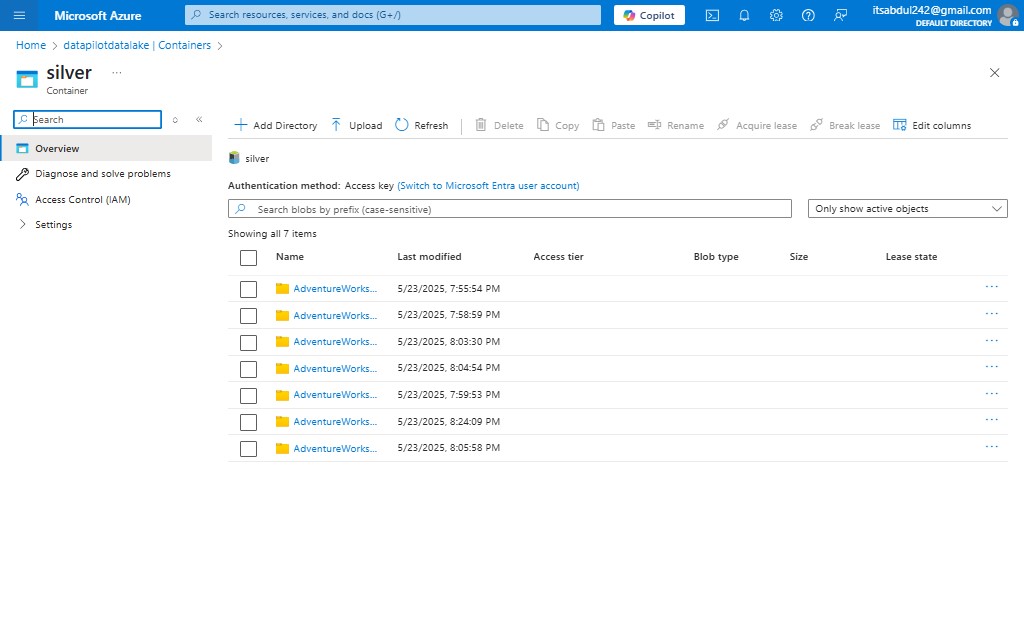 Microsoft Azure
Search resources, services, and docs (G+/)
Copilot
itsabdul242@gmail.com
DEFAULT DIRECTORY
Home > datapilotdatalake | Containers >
silver ...
Container
Search
Overview
Diagnose and solve problems
Access Control (IAM)
Settings
Add Directory Upload Refresh Delete Copy Paste Rename Acquire lease Break lease Edit columns
silver
Authentication method: Access key (Switch to Microsoft Entra user account)
Search blobs by prefix (case-sensitive)
Only show active objects
Showing all 7 items
Name Last modified Access tier Blob type Size Lease state
AdventureWorks... 5/23/2025, 7:55:54 PM ...
AdventureWorks... 5/23/2025, 7:58:59 PM ...
AdventureWorks... 5/23/2025, 8:03:30 PM ...
AdventureWorks... 5/23/2025, 8:04:54 PM ...
AdventureWorks... 5/23/2025, 7:59:53 PM ...
AdventureWorks... 5/23/2025, 8:24:09 PM ...
AdventureWorks... 5/23/2025, 8:05:58 PM ...